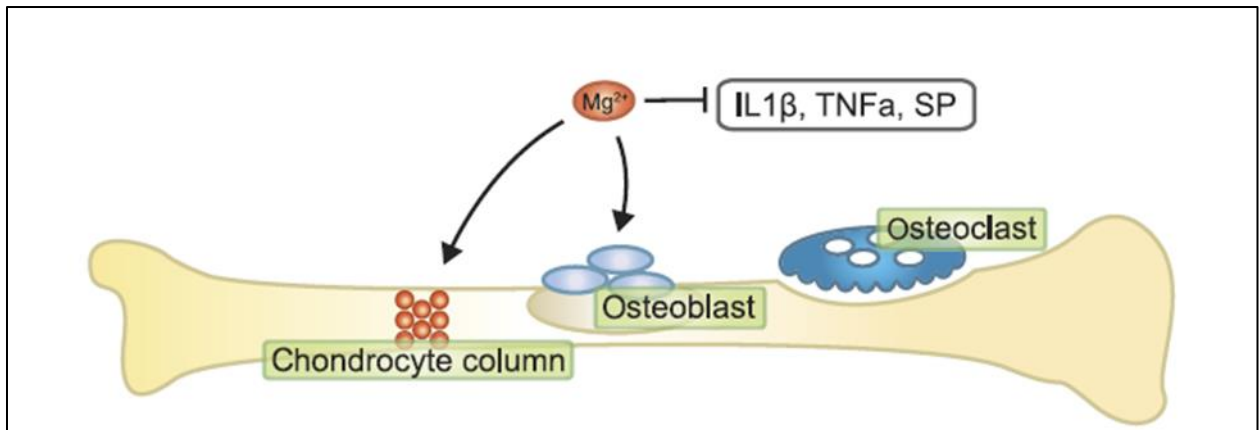 Mg²⁺
IL1β, TNFa, SP
Osteoclast
Osteoblast
Chondrocyte column